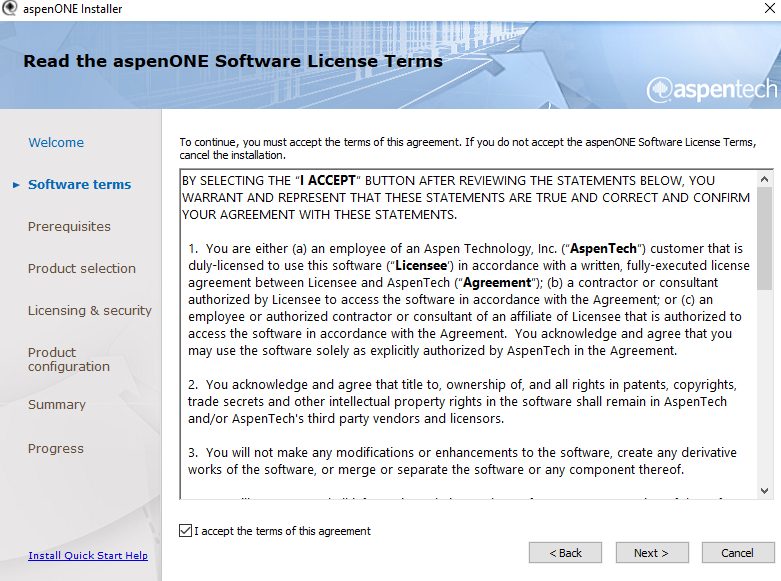 aspenONE Installer
Read the aspenONE Software License Terms
aspentech
Welcome
Software terms
Prerequisites
Product selection
Licensing & security
Product
configuration
Summary
Progress
Install Quick Start Help
To continue, you must accept the terms of this agreement. If you do not accept the aspenONE Software License Terms,
cancel the installation.
BY SELECTING THE “I ACCEPT” BUTTON AFTER REVIEWING THE STATEMENTS BELOW, YOU
WARRANT AND REPRESENT THAT THESE STATEMENTS ARE TRUE AND CORRECT AND CONFIRM
YOUR AGREEMENT WITH THESE STATEMENTS.
1. You are either (a) an employee of an Aspen Technology, Inc. (“AspenTech”) customer that is
duly-licensed to use this software (“Licensee’) in accordance with a written, fully-executed license
agreement between Licensee and AspenTech (“Agreement”); (b) a contractor or consultant
authorized by Licensee to access the software in accordance with the Agreement; or (c) an
employee or authorized contractor or consultant of an affiliate of Licensee that is authorized to
access the software in accordance with the Agreement. You acknowledge and agree that you
may use the software solely as explicitly authorized by AspenTech in the Agreement.
2. You acknowledge and agree that title to, ownership of, and all rights in patents, copyrights,
trade secrets and other intellectual property rights in the software shall remain in AspenTech
and/or AspenTech's third party vendors and licensors.
3. You will not make any modifications or enhancements to the software, create any derivative
works of the software, or merge or separate the software or any component thereof.
I accept the terms of this agreement
< Back
Next >
Cancel